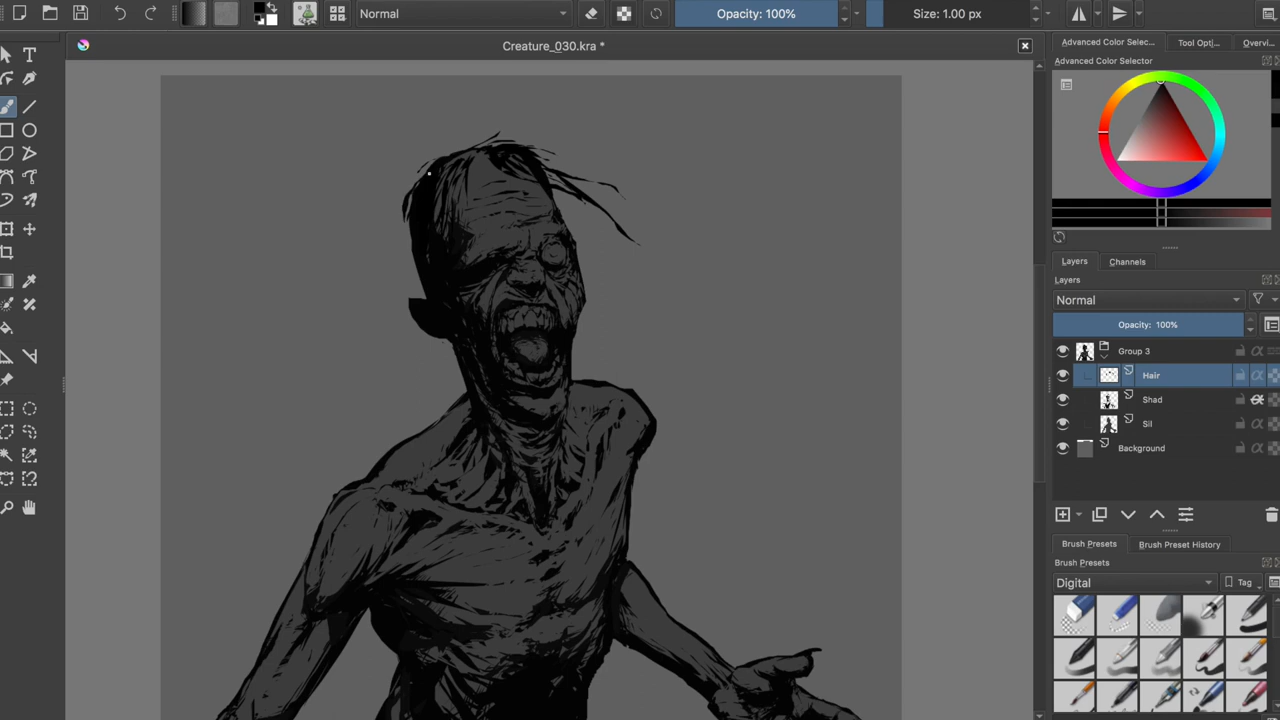 Normal
Opacity: 100%
Size: 1.00 px
Creature_030.kra *
Advanced Color Selec...
Tool Opti...
Overvi...
Advanced Color Selector
Layers
Channels
Layers
Normal
Opacity: 100%
Group 3
Hair
Shad
Sil
Background
Brush Presets
Brush Preset History
Brush Presets
Digital
Tag